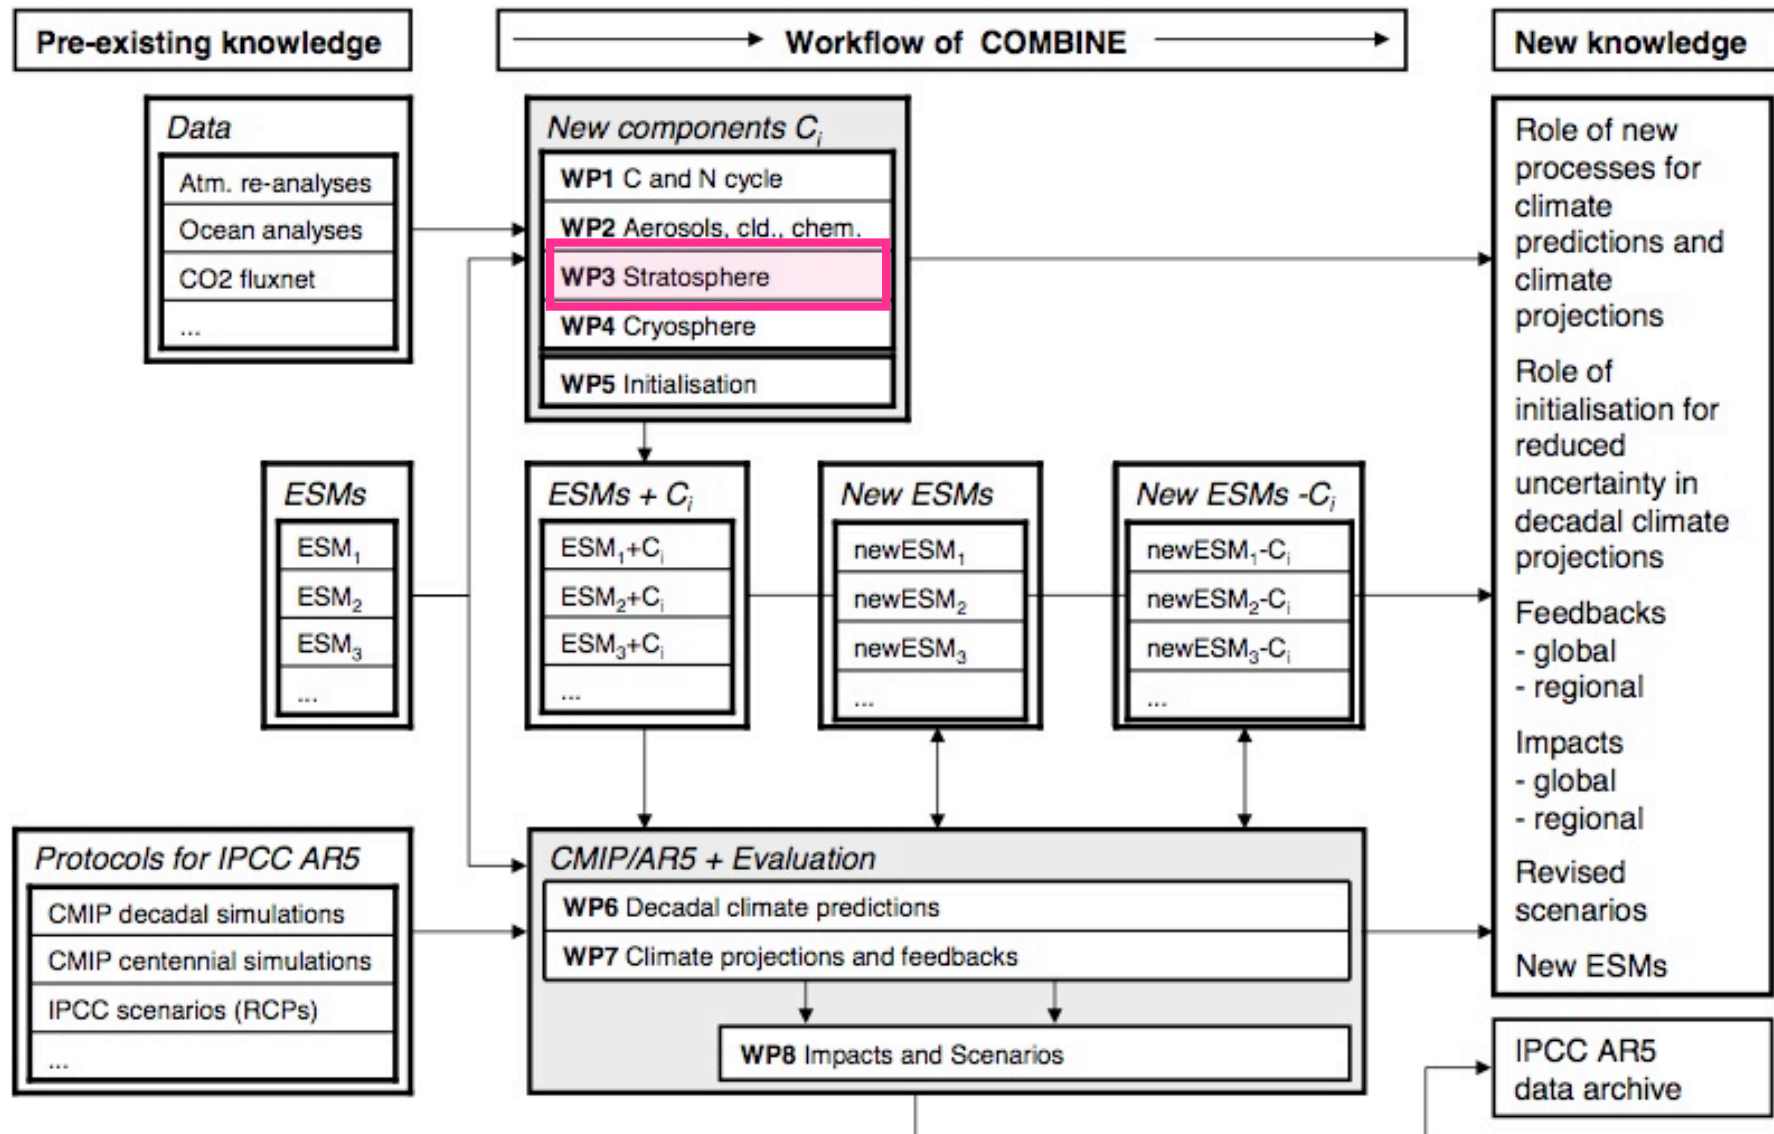 Pre-existing knowledge
Workflow of COMBINE
New knowledge
Data
Atm. re-analyses
Ocean analyses
CO2 fluxnet
...
New components Ci
WP1 C and N cycle
WP2 Aerosols, cld., chem.
WP3 Stratosphere
WP4 Cryosphere
WP5 Initialisation
ESMs
ESM1
ESM2
ESM3
...
ESMs + Ci
ESM1+Ci
ESM2+Ci
ESM3+Ci
...
New ESMs
newESM1
newESM2
newESM3
...
New ESMs -Ci
newESM1-Ci
newESM2-Ci
newESM3-Ci
...
Protocols for IPCC AR5
CMIP decadal simulations
CMIP centennial simulations
IPCC scenarios (RCPs)
...
CMIP/AR5 + Evaluation
WP6 Decadal climate predictions
WP7 Climate projections and feedbacks
WP8 Impacts and Scenarios
Role of new
processes for
climate
predictions and
climate
projections
Role of
initialisation for
reduced
uncertainty in
decadal climate
projections
Feedbacks
- global
- regional
Impacts
- global
- regional
Revised
scenarios
New ESMs
IPCC AR5
data archive